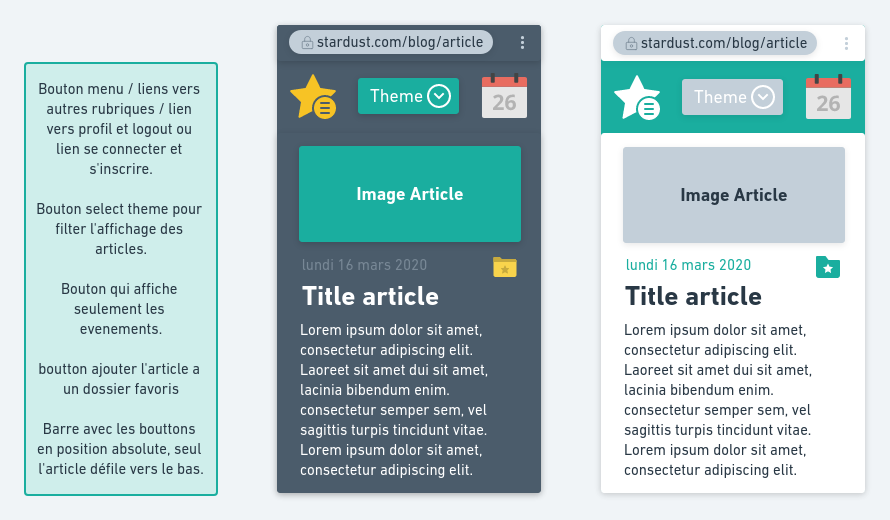 Bouton menu / liens vers
autres rubriques / lien
vers profil et logout ou
lien se connecter et
s'inscrire.
Bouton select theme pour
filter l'affichage des
articles.
Bouton qui affiche
seulement les
evenements.
boutton ajouter l'article a
un dossier favoris
Barre avec les bouttons
en position absolute, seul
l'article défile vers le bas.
stardust.com/blog/article
Theme
26
Image Article
lundi 16 mars 2020
Title article
Lorem ipsum dolor sit amet,
consectetur adipiscing elit.
Laoreet sit amet dui sit amet,
lacinia bibendum enim.
consectetur semper sem, vel
sagittis turpis tincidunt vitae.
Lorem ipsum dolor sit amet,
consectetur adipiscing elit.
stardust.com/blog/article
Theme
26
Image Article
lundi 16 mars 2020
Title article
Lorem ipsum dolor sit amet,
consectetur adipiscing elit.
Laoreet sit amet dui sit amet,
lacinia bibendum enim.
consectetur semper sem, vel
sagittis turpis tincidunt vitae.
Lorem ipsum dolor sit amet,
consectetur adipiscing elit.